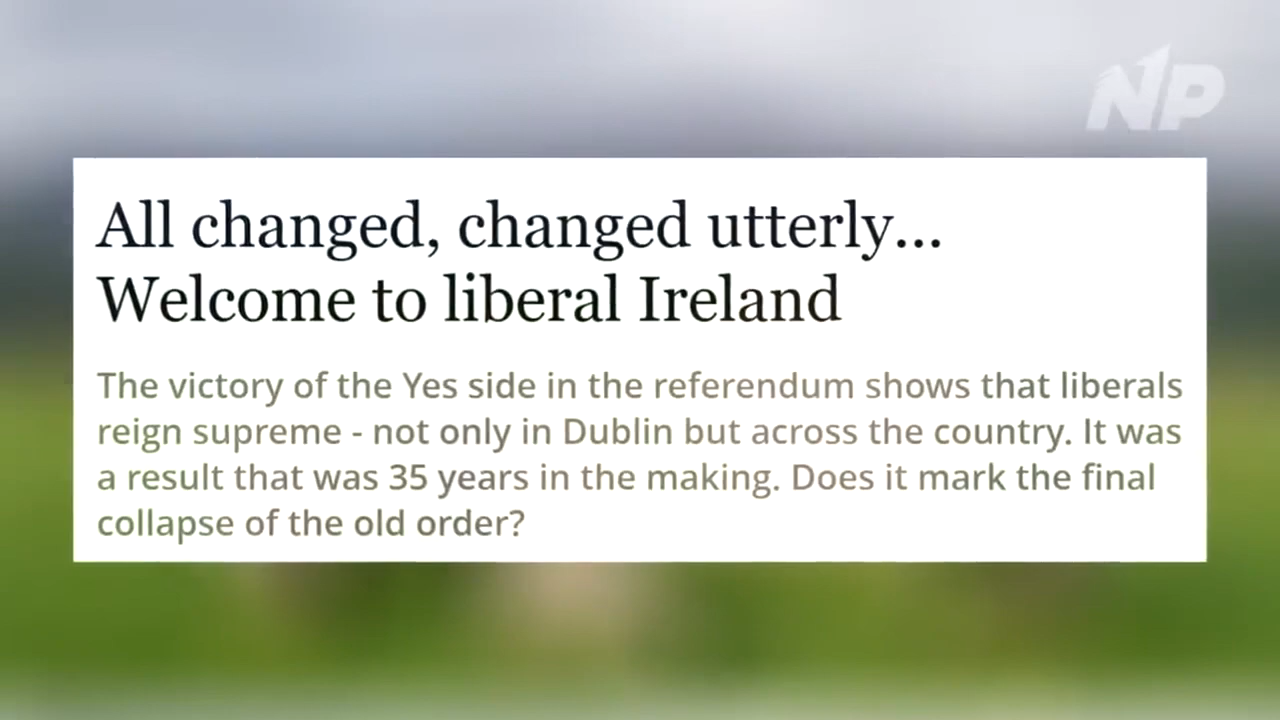 NP
All changed, changed utterly...
Welcome to liberal Ireland
The victory of the Yes side in the referendum shows that liberals
reign supreme - not only in Dublin but across the country. It was
a result that was 35 years in the making. Does it mark the final
collapse of the old order?